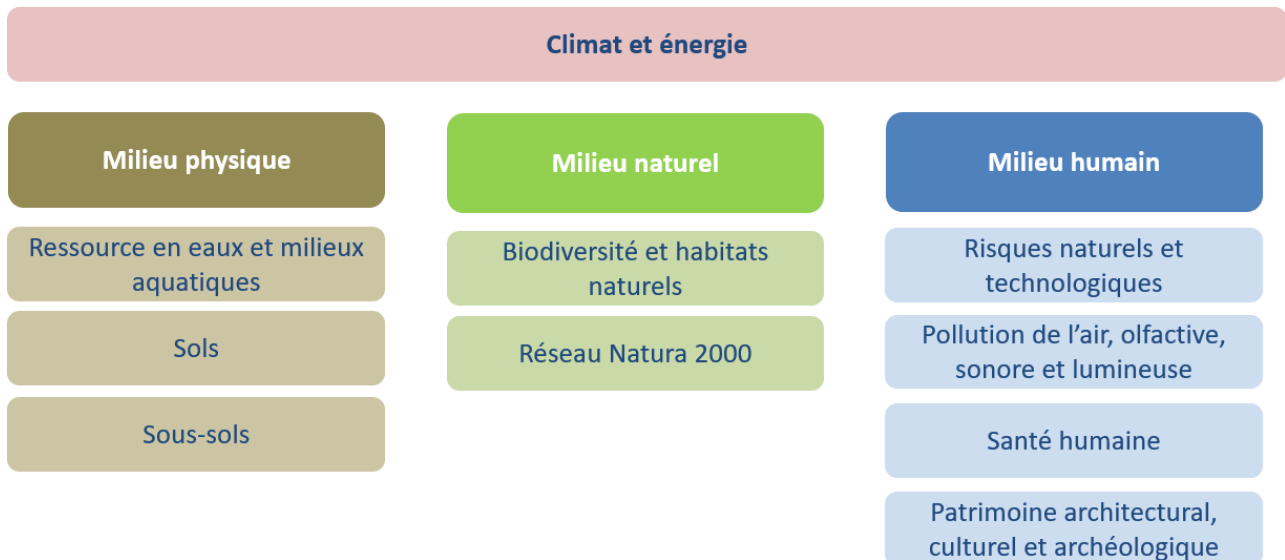 Climat et énergie
Milieu physique
Ressource en eaux et milieux
aquatiques
Sols
Sous-sols
Milieu naturel
Biodiversité et habitats
naturels
Réseau Natura 2000
Milieu humain
Risques naturels et
technologiques
Pollution de l’air, olfactive,
sonore et lumineuse
Santé humaine
Patrimoine architectural,
culturel et archéologique